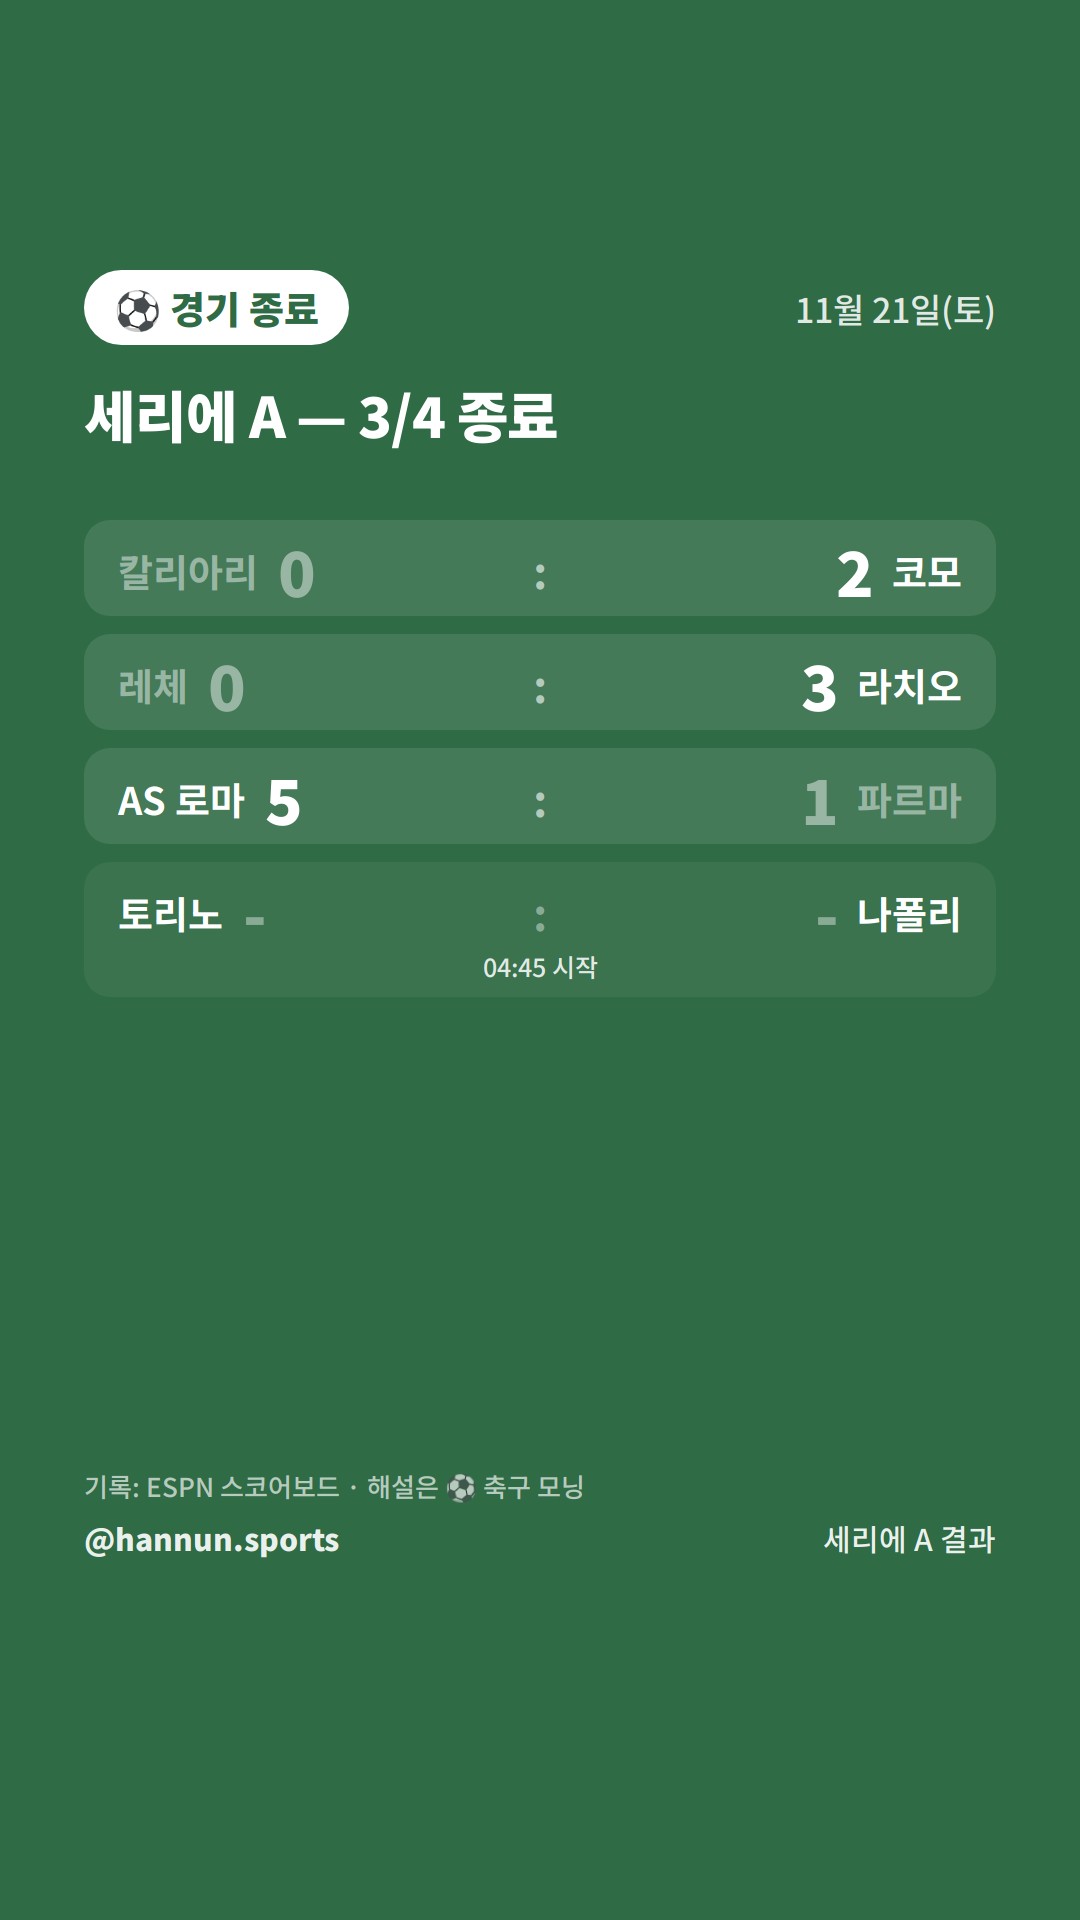 ⚽ 경기 종료
11월 21일(토)
세리에 A — 3/4 종료
칼리아리 0 : 2 코모
레체 0 : 3 라치오
AS 로마 5 : 1 파르마
토리노 - : - 나폴리
04:45 시작
기록: ESPN 스코어보드 · 해설은 ⚽ 축구 모닝
@hannun.sports
세리에 A 결과